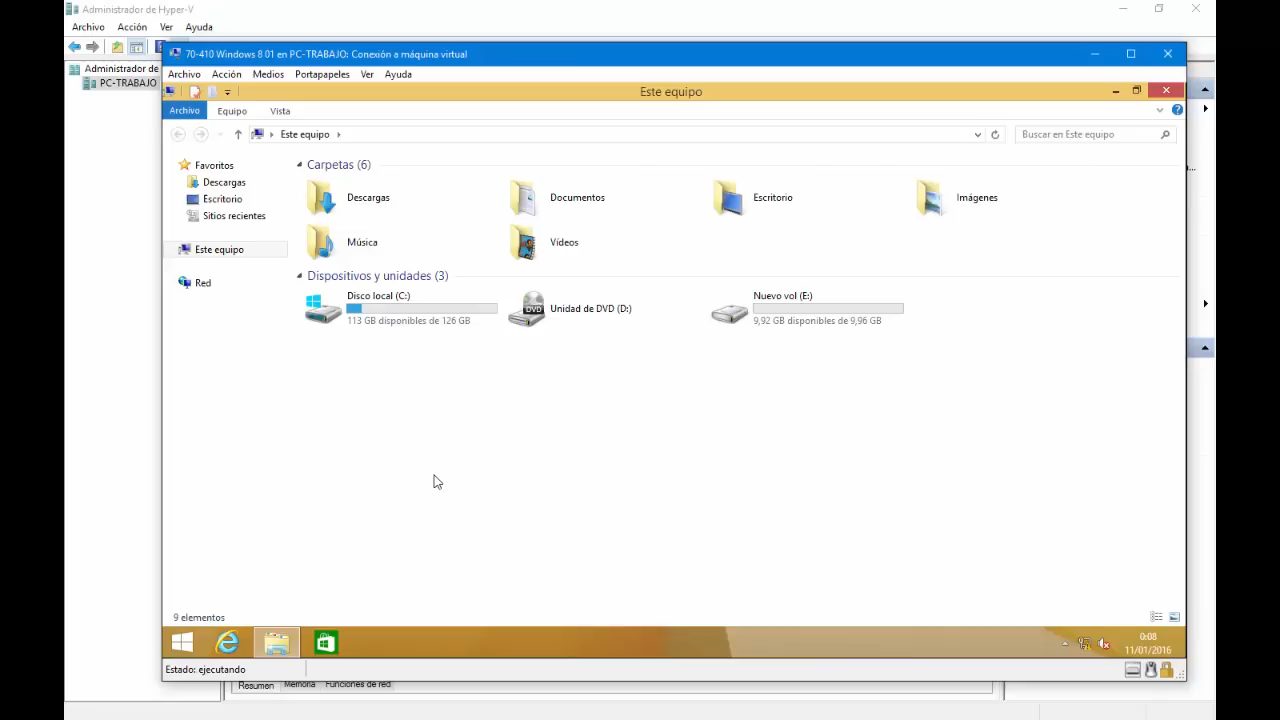 Administrador de Hyper-V
Archivo Acción Ver Ayuda
Administrador de
PC-TRABAJO
70-410 Windows 8 01 en PC-TRABAJO: Conexión a máquina virtual
Archivo Acción Medios Portapapeles Ver Ayuda
Este equipo
Archivo Equipo Vista
Este equipo
Buscar en Este equipo
Favoritos
Descargas
Escritorio
Sitios recientes
Este equipo
Red
Carpetas (6)
Descargas Documentos Escritorio Imágenes
Música Vídeos
Dispositivos y unidades (3)
Disco local (C:)
113 GB disponibles de 126 GB
DVD
Unidad de DVD (D:)
Nuevo vol (E:)
9,92 GB disponibles de 9,96 GB
9 elementos
0:08
11/01/2016
Estado: ejecutando
Resumen Memoria Funciones de red